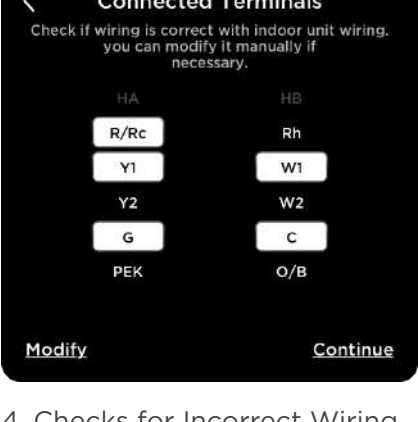 Connected Terminals
Check if wiring is correct with indoor unit wiring.
you can modify it manually if
necessary.
HA HB
R/Rc Rh
Y1 W1
Y2 W2
G C
PEK O/B
Modify Continue
4. Checks for Incorrect Wiring